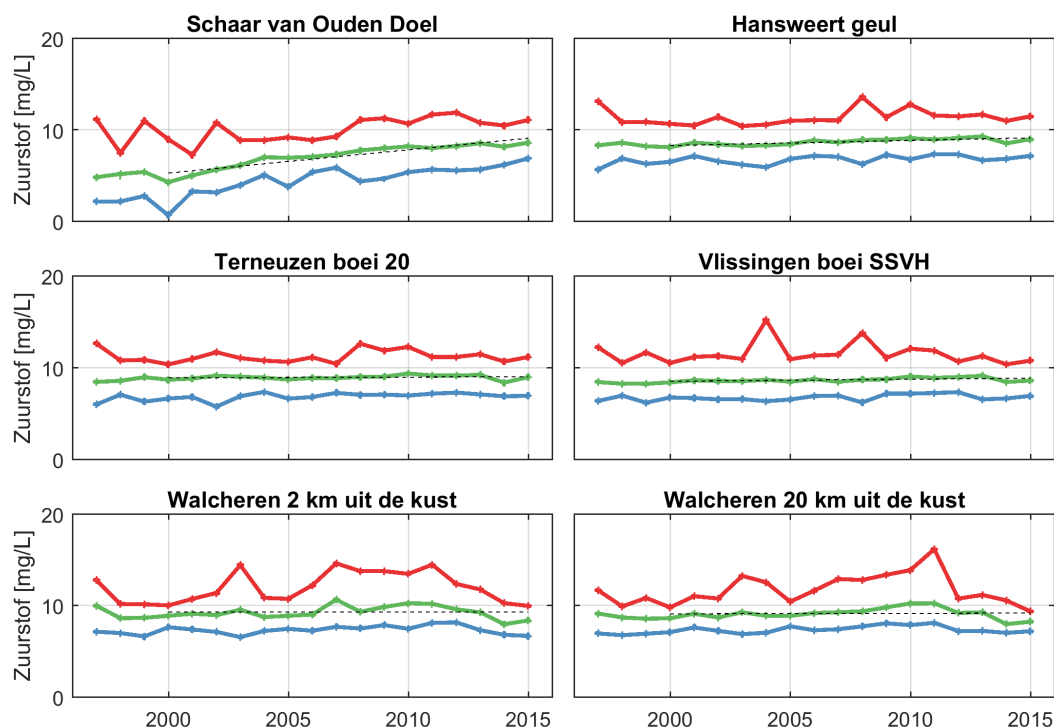 Schaar van Ouden Doel
Hansweert geul
20
10
0
Zuurstof [mg/L]
Terneuzen boei 20
Vlissingen boei SSVH
20
10
0
Zuurstof [mg/L]
Walcheren 2 km uit de kust
Walcheren 20 km uit de kust
20
10
0
Zuurstof [mg/L]
2000 2005 2010 2015
2000 2005 2010 2015